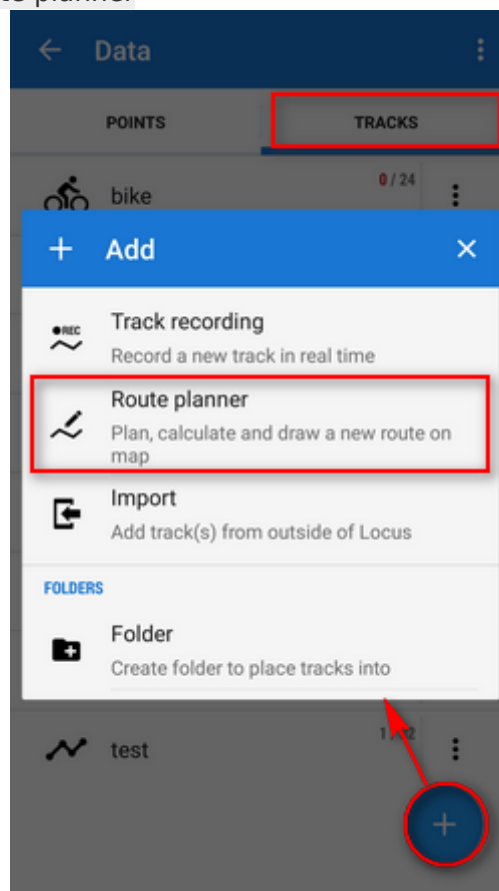 te planner
Data
POINTS TRACKS
0 / 24
bike
Add
Track recording
Record a new track in real time
Route planner
Plan, calculate and draw a new route on
map
Import
Add track(s) from outside of Locus
FOLDERS
Folder
Create folder to place tracks into
test